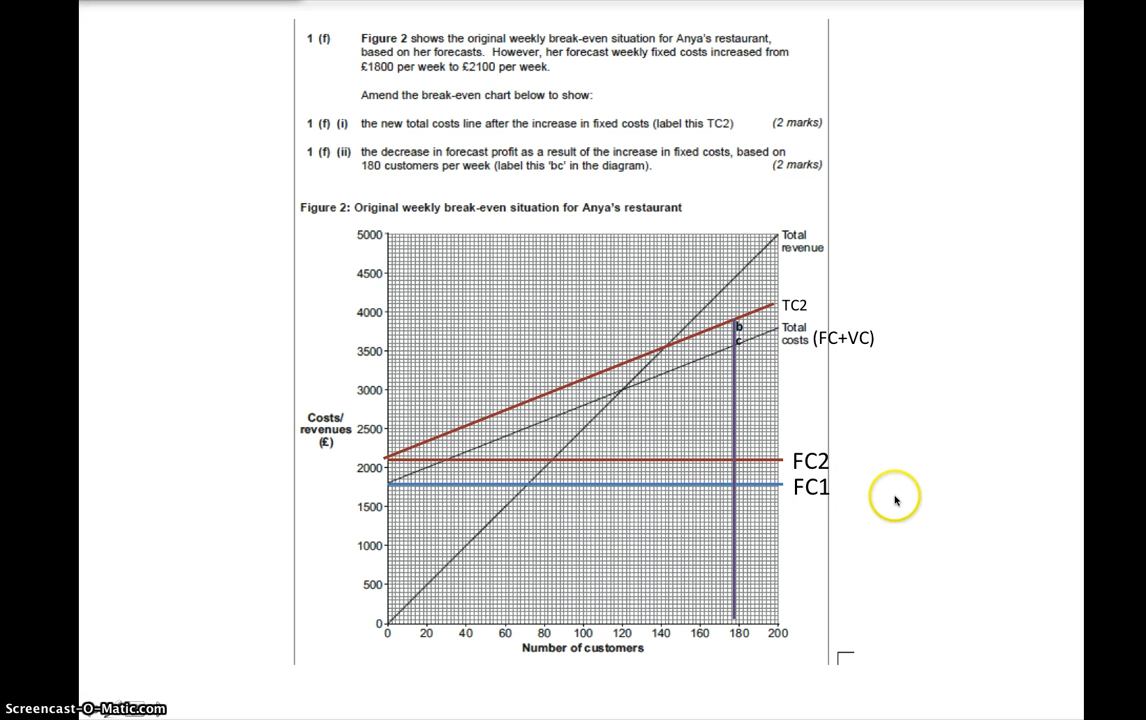 1 (f) Figure 2 shows the original weekly break-even situation for Anya's restaurant,
based on her forecasts. However, her forecast weekly fixed costs increased from
£1800 per week to £2100 per week.
Amend the break-even chart below to show:
1 (f) (i) the new total costs line after the increase in fixed costs (label this TC2) (2 marks)
1 (f) (ii) the decrease in forecast profit as a result of the increase in fixed costs, based on
180 customers per week (label this 'bc' in the diagram). (2 marks)
Figure 2: Original weekly break-even situation for Anya's restaurant
5000
Total
revenue
4500
4000
TC2
b
Total
costs (FC+VC)
c
3500
3000
Costs/
revenues
(£)
2500
FC2
2000
FC1
1500
1000
500
0
0 20 40 60 80 100 120 140 160 180 200
Number of customers
Screencast-O-Matic.com